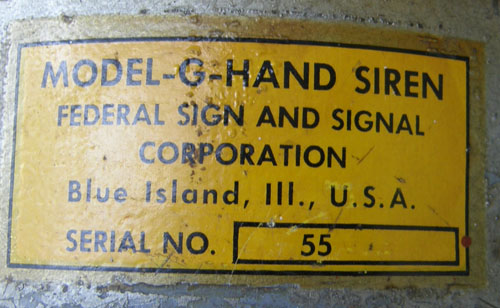 MODEL-G-HAND SIREN
FEDERAL SIGN AND SIGNAL
CORPORATION
Blue Island, Ill., U.S.A.
SERIAL NO. 55